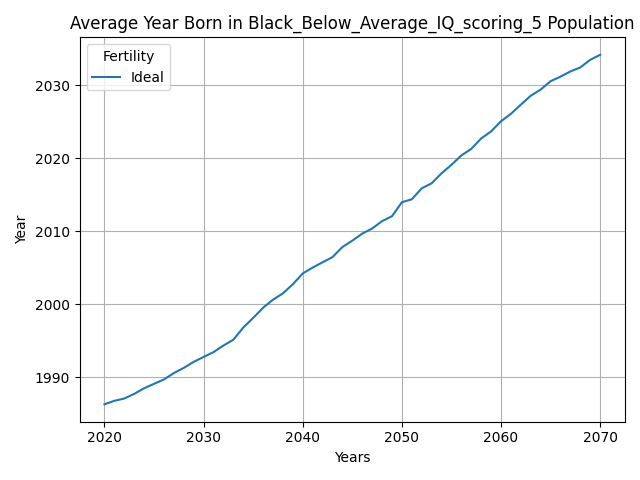 Average Year Born in Black_Below_Average_IQ_scoring_5 Population
Fertility
Ideal
Year
2030
2020
2010
2000
1990
2020 2030 2040 2050 2060 2070
Years